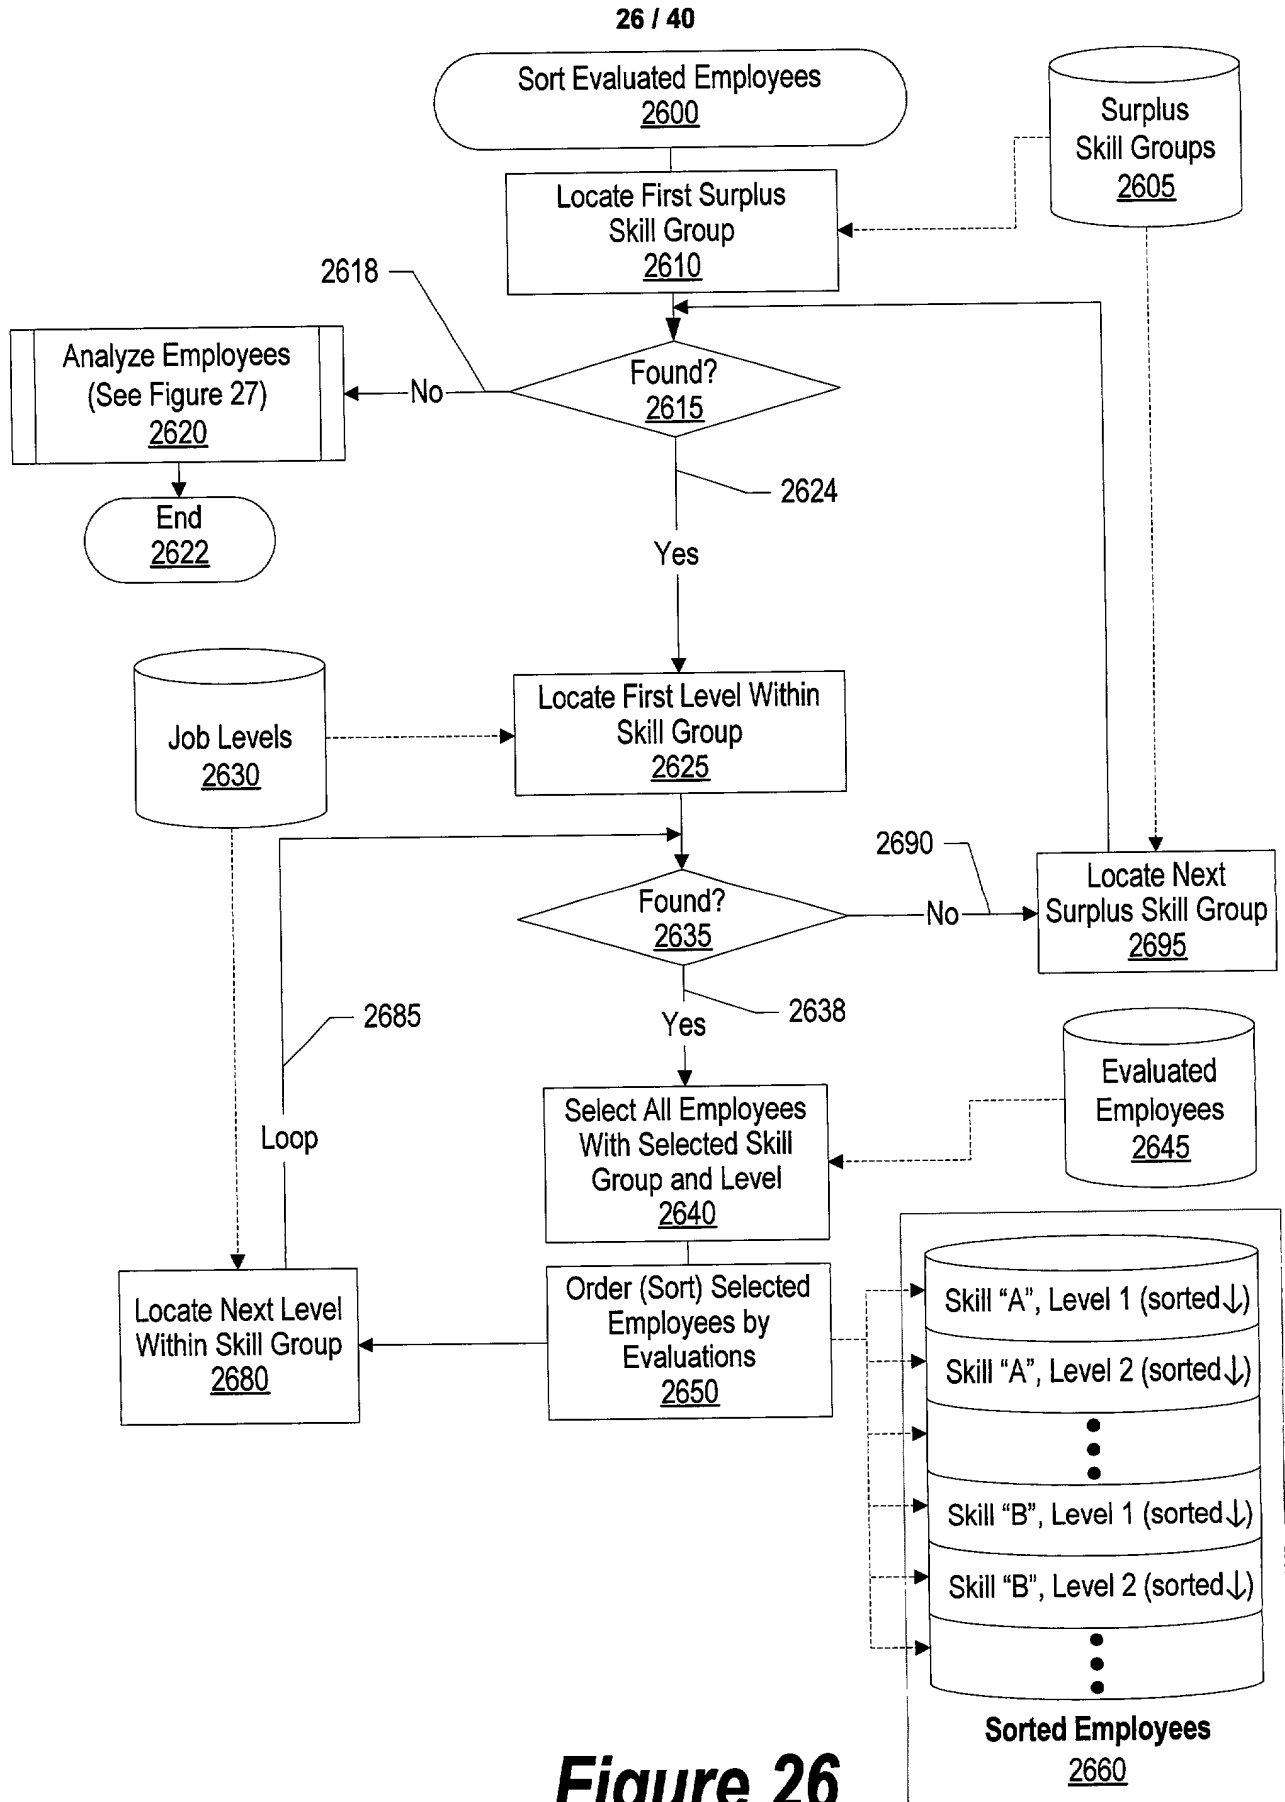 26 / 40
Sort Evaluated Employees
2600
Surplus
Skill Groups
2605
Locate First Surplus
Skill Group
2610
2618
Analyze Employees
(See Figure 27)
2620
No
Found?
2615
2624
End
2622
Yes
Job Levels
2630
Locate First Level Within
Skill Group
2625
2690
Found?
2635
No
Locate Next
Surplus Skill Group
2695
2685
2638
Yes
Evaluated
Employees
2645
Loop
Select All Employees
With Selected Skill
Group and Level
2640
Locate Next Level
Within Skill Group
2680
Order (Sort) Selected
Employees by
Evaluations
2650
Skill “A”, Level 1 (sorted↓)
Skill “A”, Level 2 (sorted↓)
Skill “B”, Level 1 (sorted↓)
Skill “B”, Level 2 (sorted↓)
Sorted Employees
2660
Figure 26